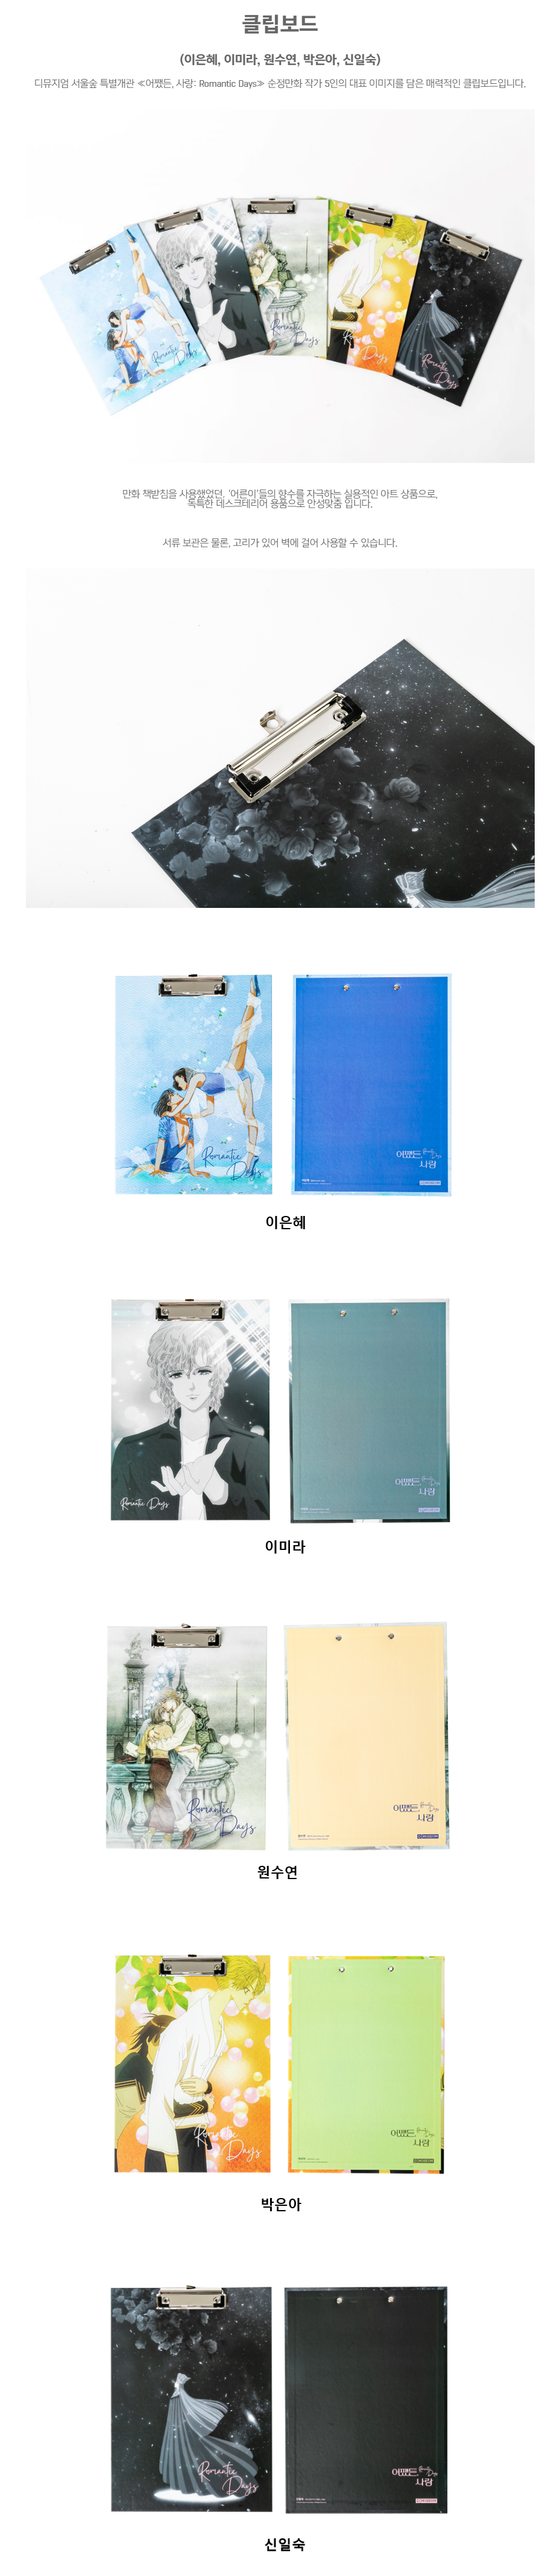 클립보드
(이은혜, 이미라, 원수연, 박은아, 신일숙)
디뮤지엄 서울숲 특별개관 ≪어쨌든, 사랑: Romantic Days≫ 순정만화 작가 5인의 대표 이미지를 담은 매력적인 클립보드입니다.
Romantic Days
Romantic Days
Romantic Days
Romantic Days
만화 책받침을 사용했었던, '어른이'들의 향수를 자극하는 실용적인 아트 상품으로,
독특한 데스크테리어 용품으로 안성맞춤 입니다.
서류 보관은 물론, 고리가 있어 벽에 걸어 사용할 수 있습니다.
Romantic
Days
어쨌든,
사랑
이은혜
Romantic Days
어쨌든,
사랑
이미라
Romantic
Days
어쨌든,
사랑
원수연
Romantic
Days
어쨌든,
사랑
박은아
Romantic
Days
어쨌든,
사랑
신일숙